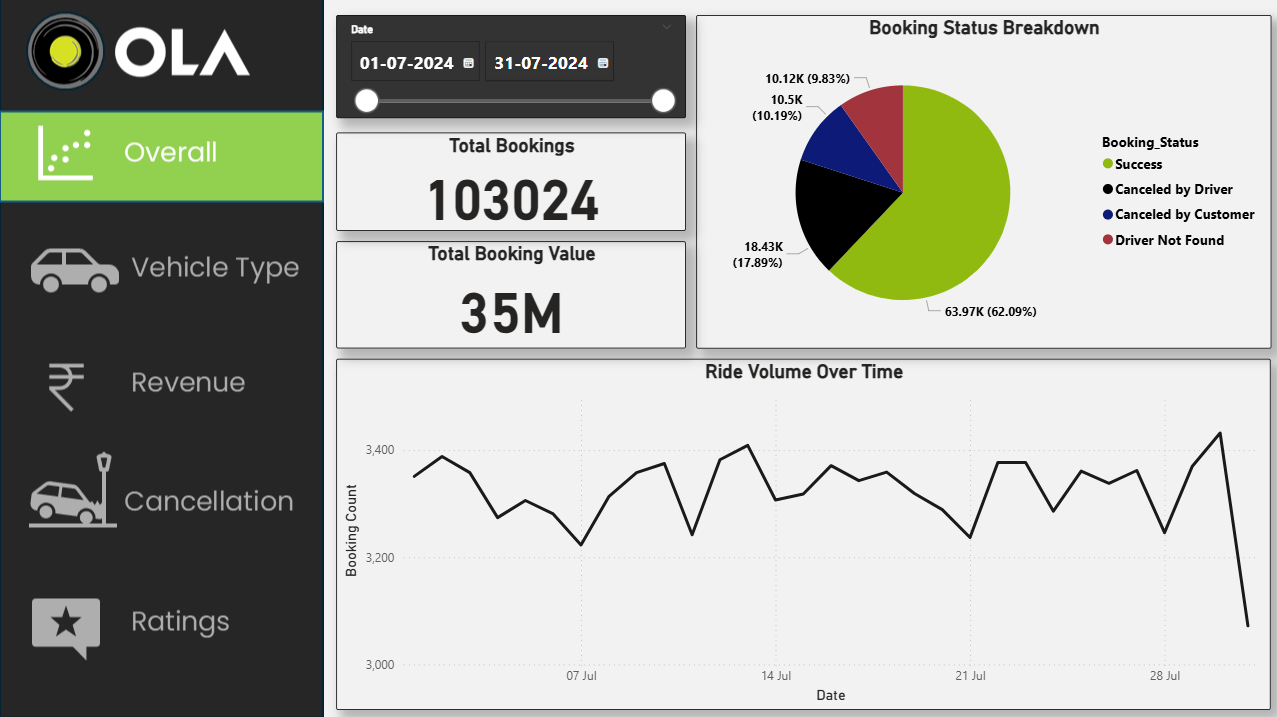 OLA
Overall
Vehicle Type
Revenue
Cancellation
Ratings
Date
01-07-2024
31-07-2024
Total Bookings
103024
Total Booking Value
35M
Booking Status Breakdown
10.12K (9.83%)
10.5K
(10.19%)
18.43K
(17.89%)
63.97K (62.09%)
Booking_Status
Success
Canceled by Driver
Canceled by Customer
Driver Not Found
Ride Volume Over Time
Booking Count
3,400
3,200
3,000
07 Jul
14 Jul
21 Jul
28 Jul
Date